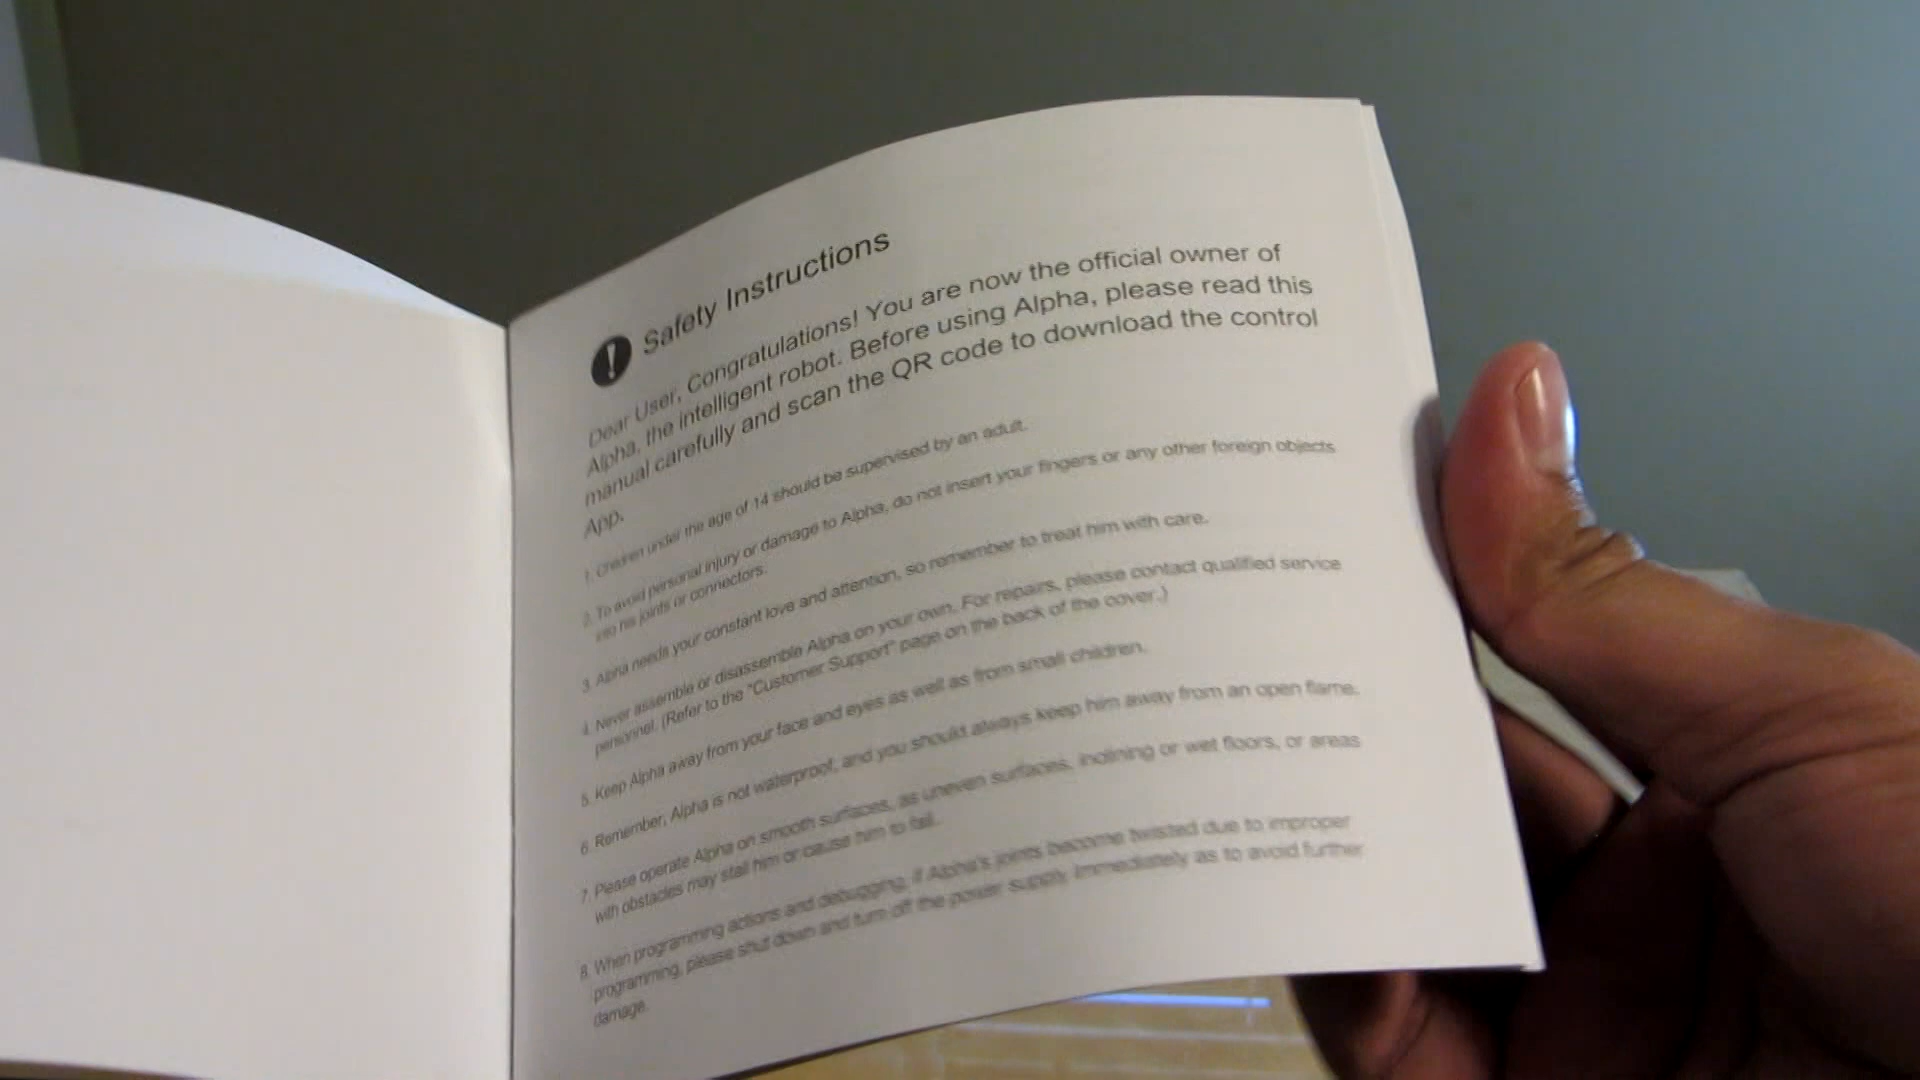 Safety Instructions
Dear User, Congratulations! You are now the official owner of
Alpha, the intelligent robot. Before using Alpha, please read this
manual carefully and scan the QR code to download the control
App.
1. Children under the age of 14 should be supervised by an adult.
2. To avoid personal injury or damage to Alpha, do not insert your fingers or any other foreign objects
into his joints or connectors.
3. Alpha needs your constant love and attention, so remember to treat him with care.
4. Never assemble or disassemble Alpha on your own. For repairs, please contact qualified service
personnel. (Refer to the "Customer Support" page on the back of the cover.)
5. Keep Alpha away from your face and eyes as well as from small children.
6. Remember, Alpha is not waterproof, and you should always keep him away from an open flame.
7. Please operate Alpha on smooth surfaces, as uneven surfaces, inclining or wet floors, or areas
with obstacles may stall him or cause him to fall.
8. When programming actions and debugging, if Alpha's joints become twisted due to improper
programming, please shut down and turn off the power supply immediately as to avoid further
damage.